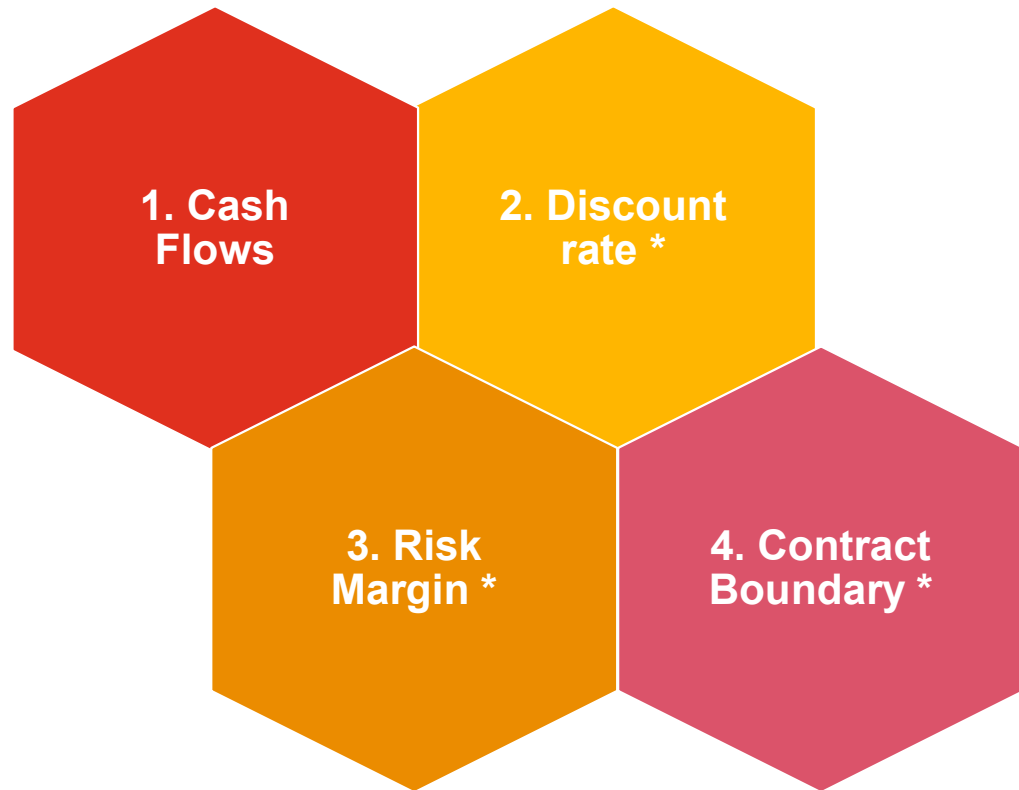 1. Cash
Flows
2. Discount
rate *
3. Risk
Margin *
4. Contract
Boundary *